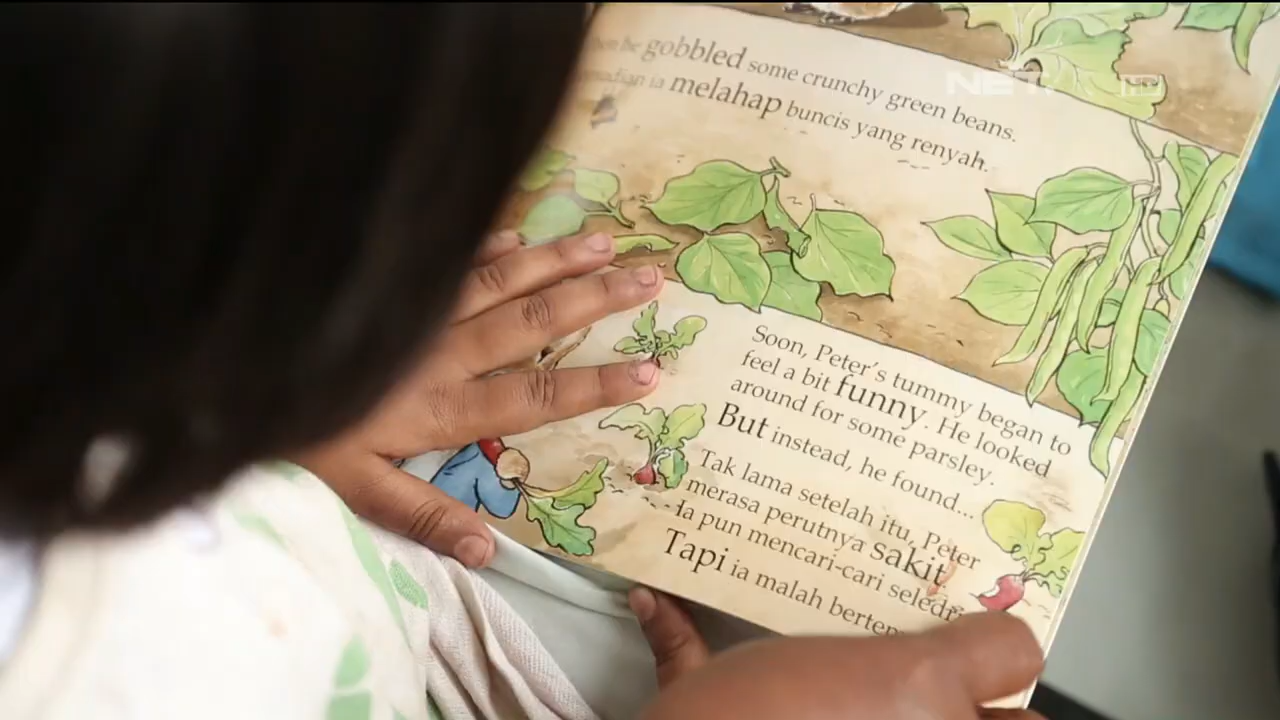 gobbled some crunchy green beans.
ia melahap buncis yang renyah.
Soon, Peter's tummy began to
feel a bit funny. He looked
around for some parsley.
But instead, he found...
Tak lama setelah itu, Peter
merasa perutnya sakit.
Ia pun mencari-cari seledri
Tapi ia malah